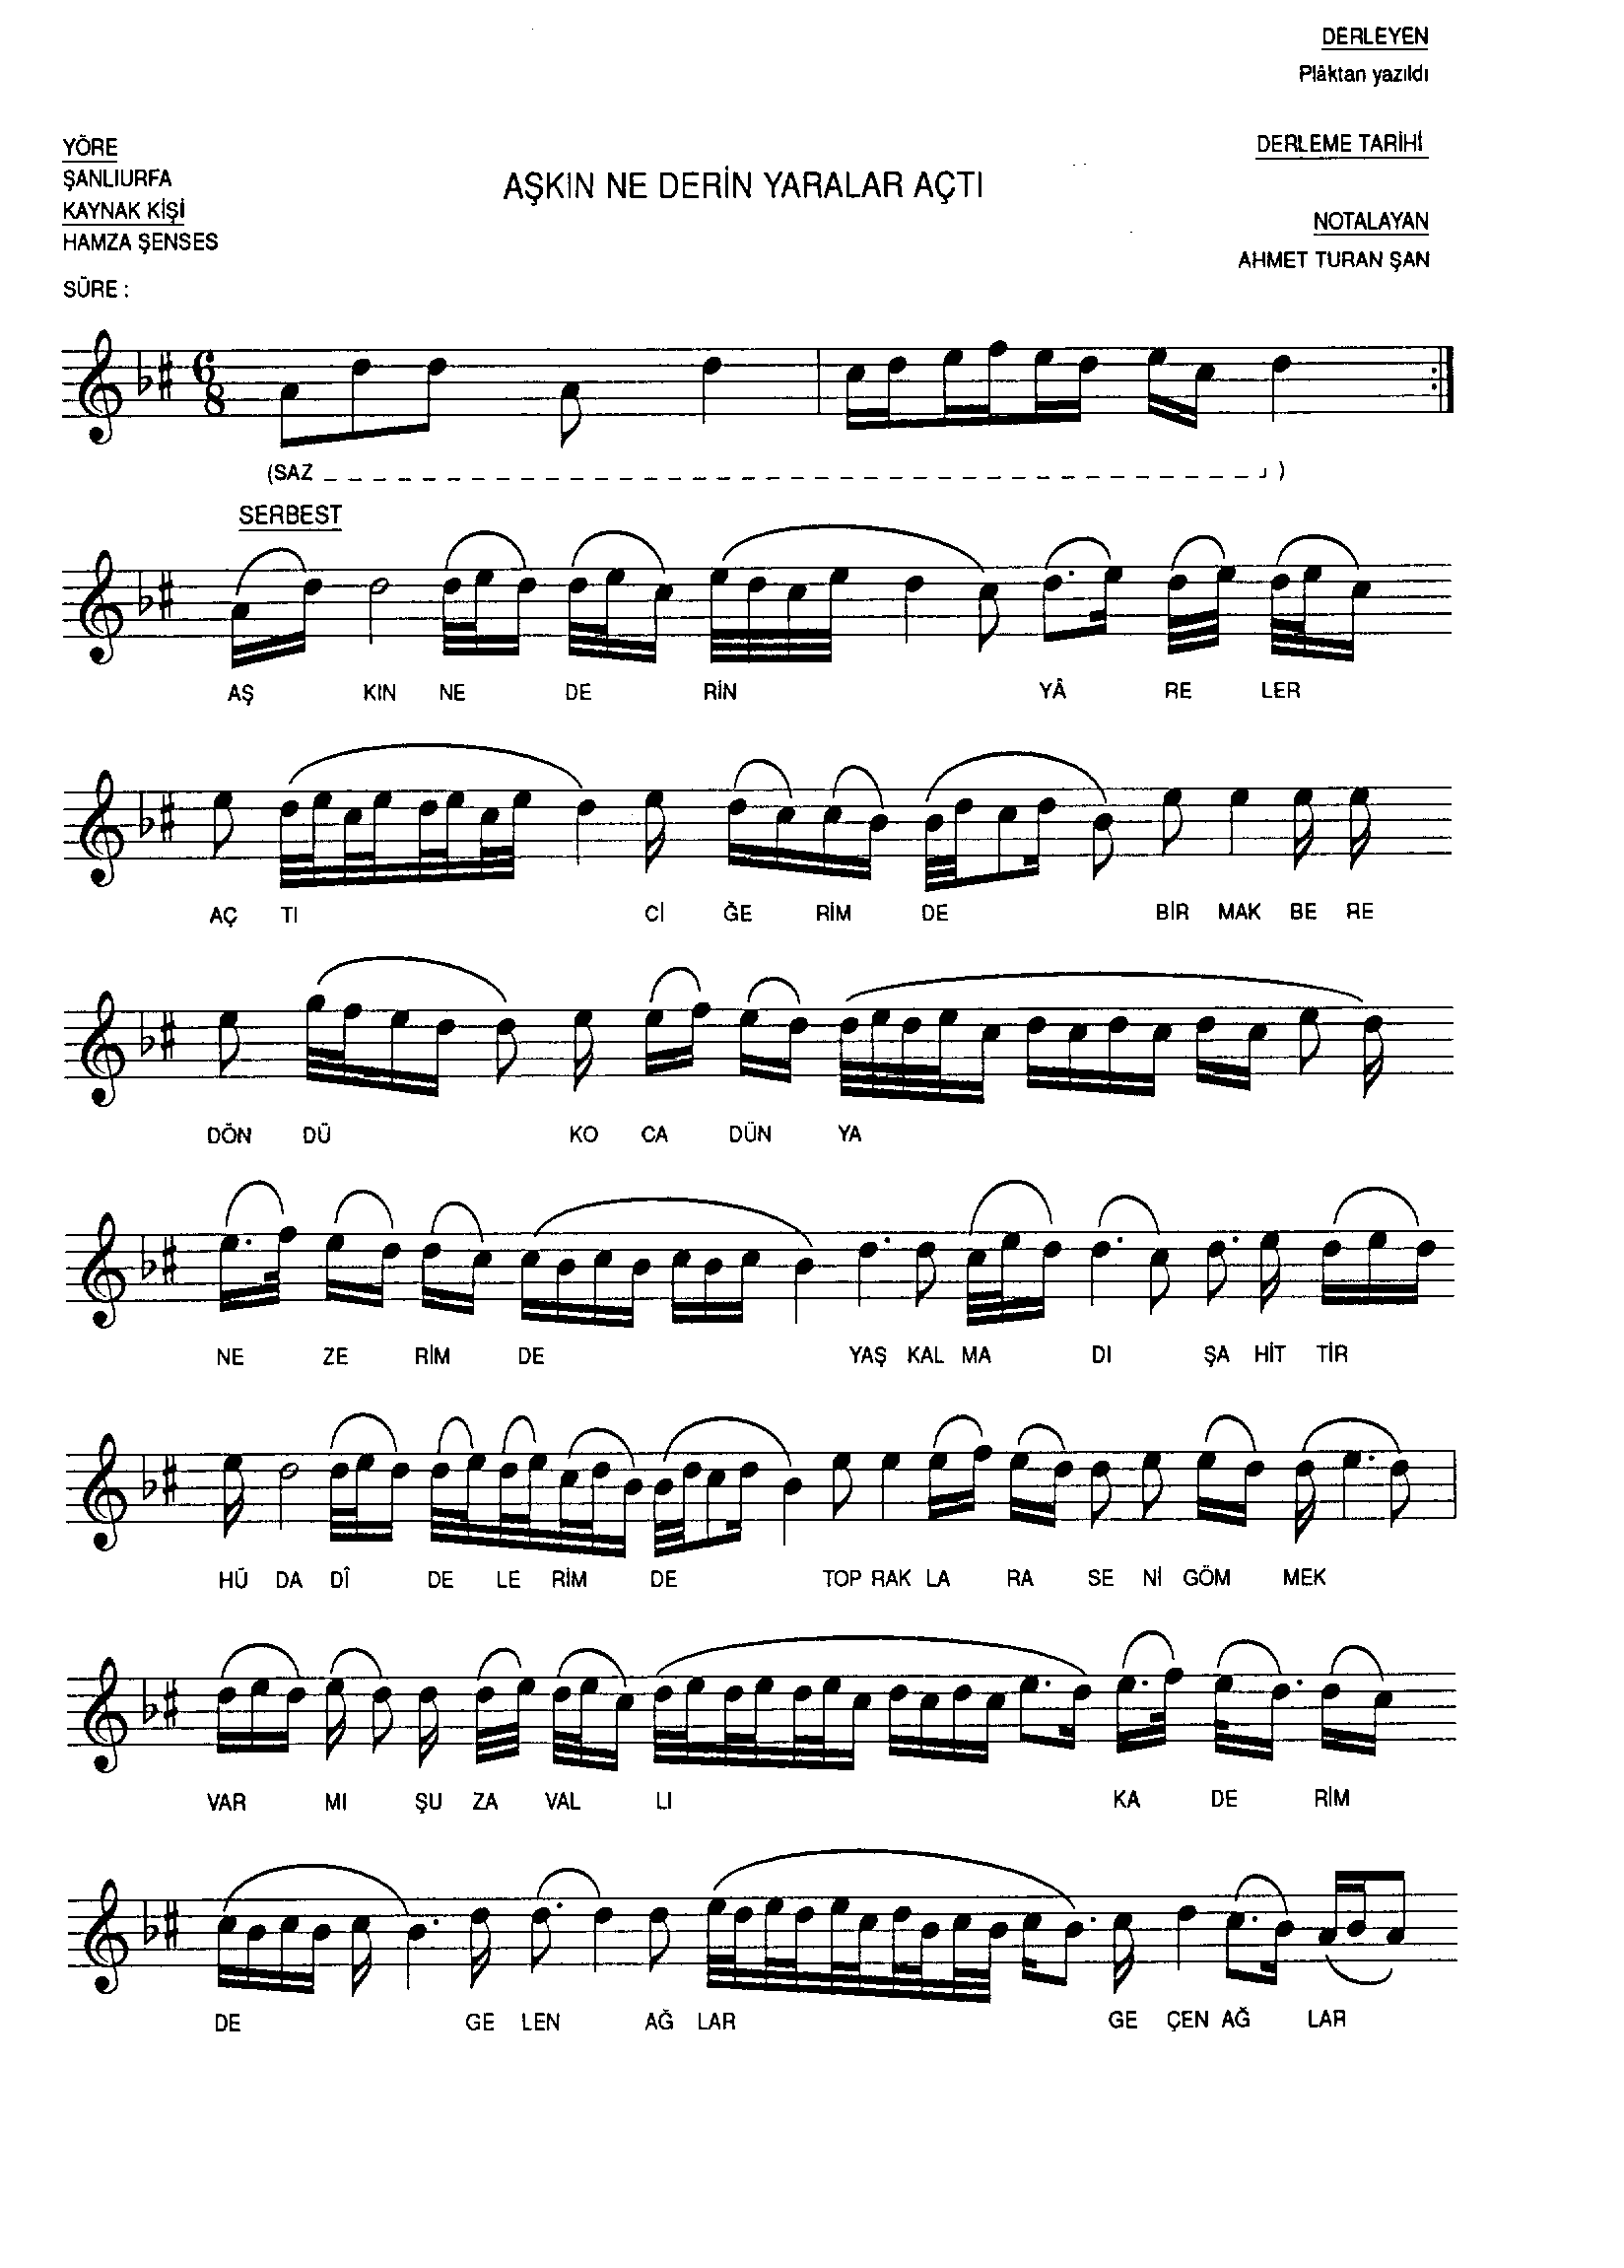 DERLEYEN
Plâktan yazıldı
YÖRE
ŞANLIURFA
KAYNAK KİŞİ
HAMZA ŞENSES
SÜRE :
AŞKIN NE DERİN YARALAR AÇTI
DERLEME TARİHİ
NOTALAYAN
AHMET TURAN ŞAN
6
8
(SAZ _ _ _ _ _ _ _ _ _ _ _ _ _ _ _ _ _ _ _ _ )
SERBEST
AŞ KIN NE DE RİN YÂ RE LER
AÇ TI Cİ ĞE RİM DE BİR MAK BE RE
DÖN DÜ KO CA DÜN YA
NE ZE RİM DE YAŞ KAL MA DI ŞA HİT TİR
HÜ DA DÎ DE LE RİM DE TOP RAK LA RA SE Nİ GÖM MEK
VAR MI ŞU ZA VAL LI KA DE RİM
DE GE LEN AĞ LAR GE ÇEN AĞ LAR